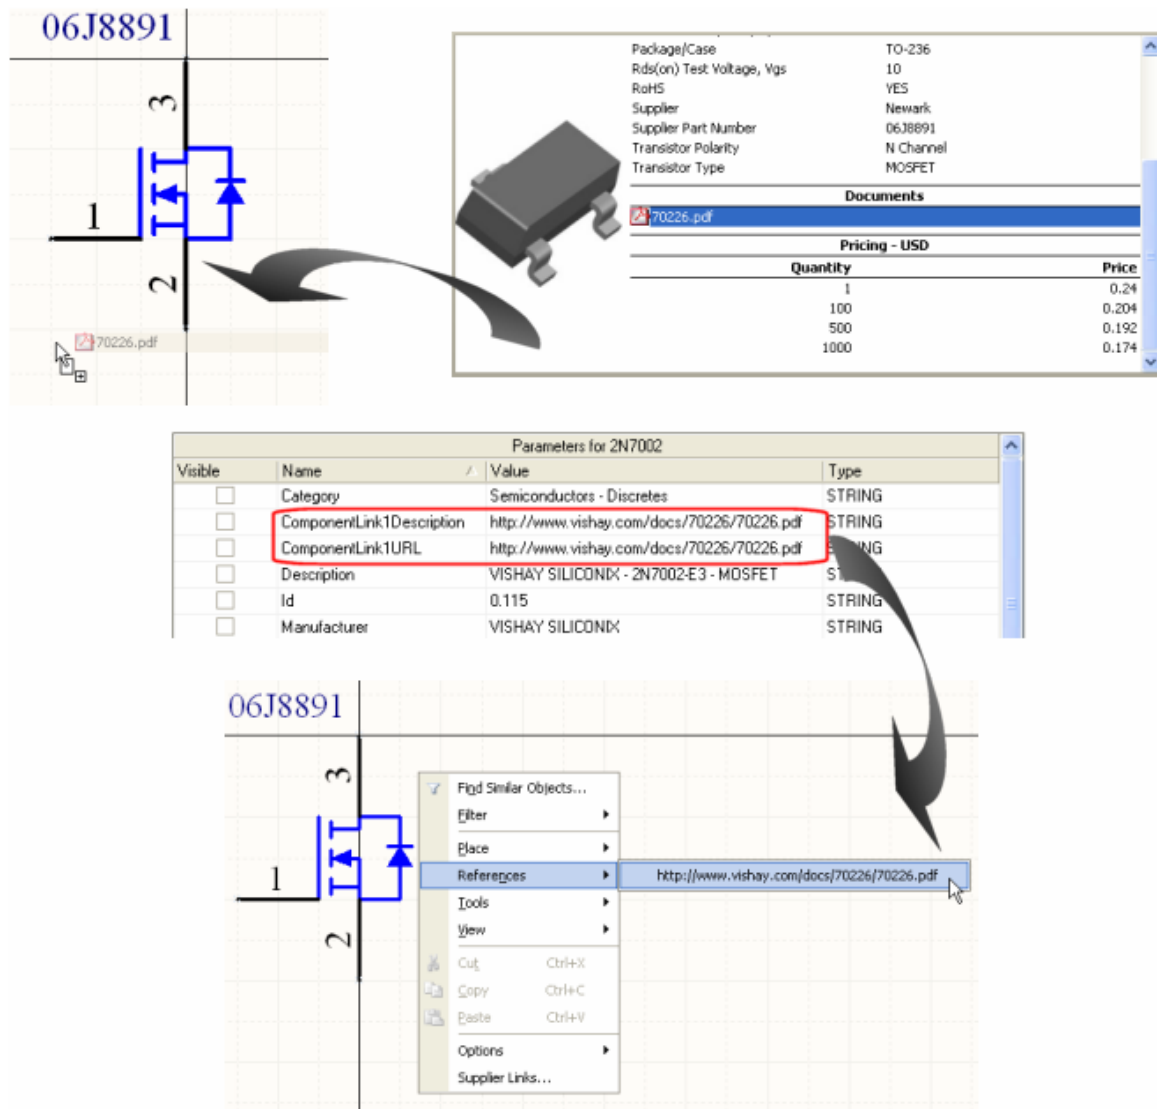 06J8891
3
1
2
70226.pdf
Package/Case TO-236
Rds(on) Test Voltage, Vgs 10
RoHS YES
Supplier Newark
Supplier Part Number 06J8891
Transistor Polarity N Channel
Transistor Type MOSFET
Documents
70226.pdf
Pricing - USD
Quantity Price
1 0.24
100 0.204
500 0.192
1000 0.174
Parameters for 2N7002
Visible Name Value Type
Category Semiconductors - Discretes STRING
ComponentLink1Description http://www.vishay.com/docs/70226/70226.pdf STRING
ComponentLink1URL http://www.vishay.com/docs/70226/70226.pdf NG
Description VISHAY SILICONIX - 2N7002-E3 - MOSFET
Id 0.115 STRING
Manufacturer VISHAY SILICONIX STRING
06J8891
3
1
2
Find Similar Objects...
Filter
Place
References http://www.vishay.com/docs/70226/70226.pdf
Tools
View
Cut Ctrl+X
Copy Ctrl+C
Paste Ctrl+V
Options
Supplier Links...